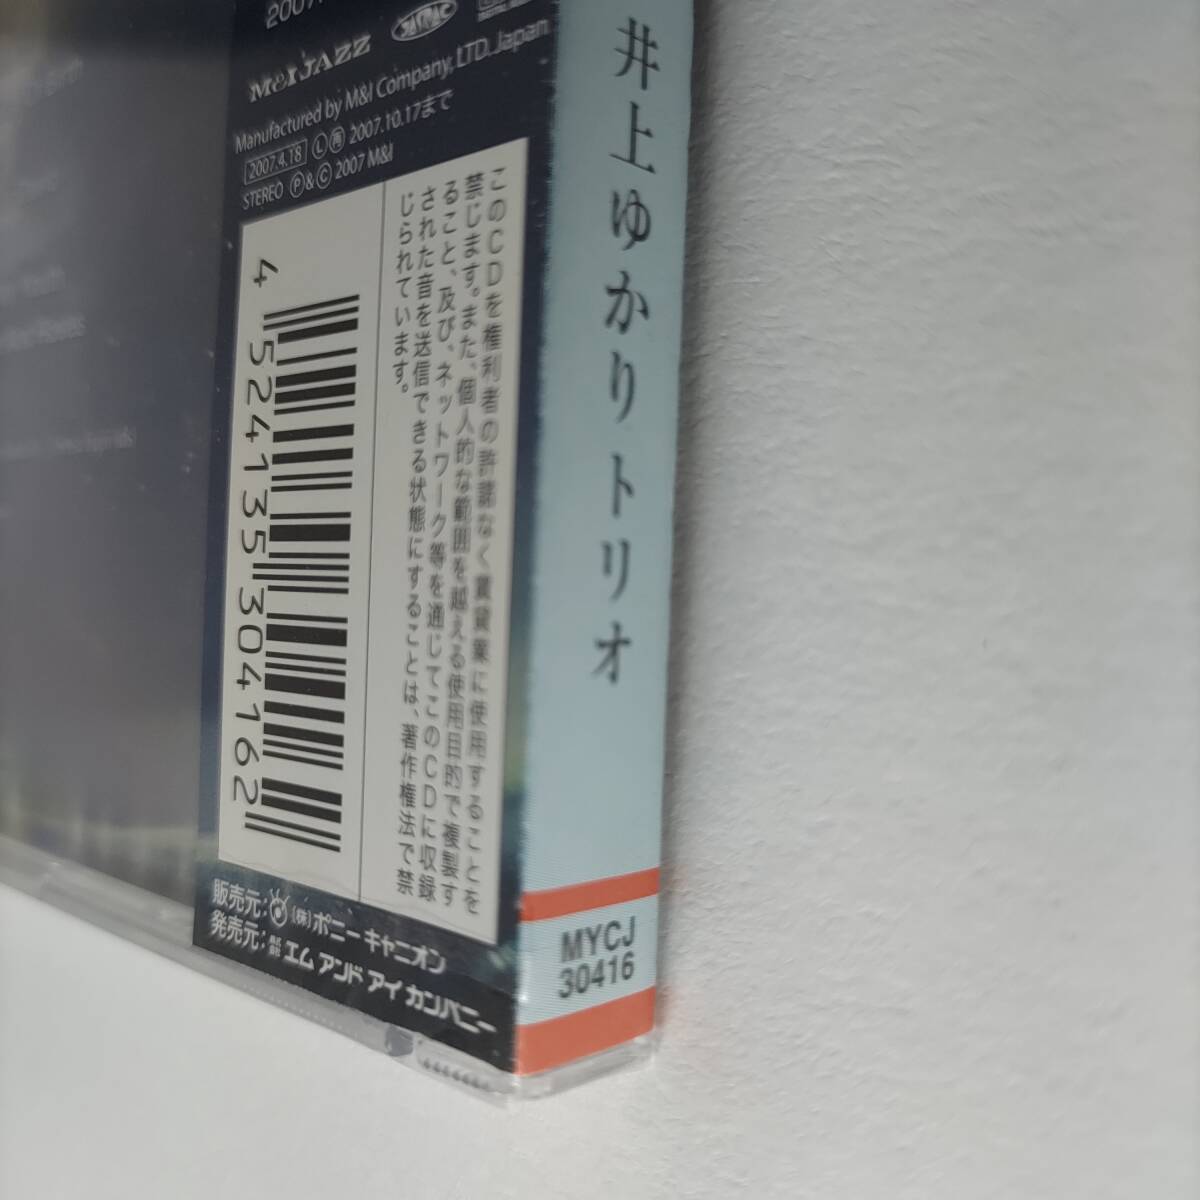 2007.
M&I JAZZ
Manufactured by M&I Company, LTD. Japan
2007.4.18 Ⓛ 再 2007.10.17まで
STEREO Ⓟ&Ⓒ 2007 M&I
このCDを権利者の許諾なく賃貸業に使用することを
禁じます。また、個人的な範囲を越える使用目的で複製す
ること、及び、ネットワーク等を通じてこのCDに収録
された音を送信できる状態にすることは、著作権法で禁
じられています。
4 524135 304162
販売元: (株)ポニーキャニオン
発売元: 株式会社 エム アンド アイ カンパニー
井上ゆかりトリオ
MYCJ
30416